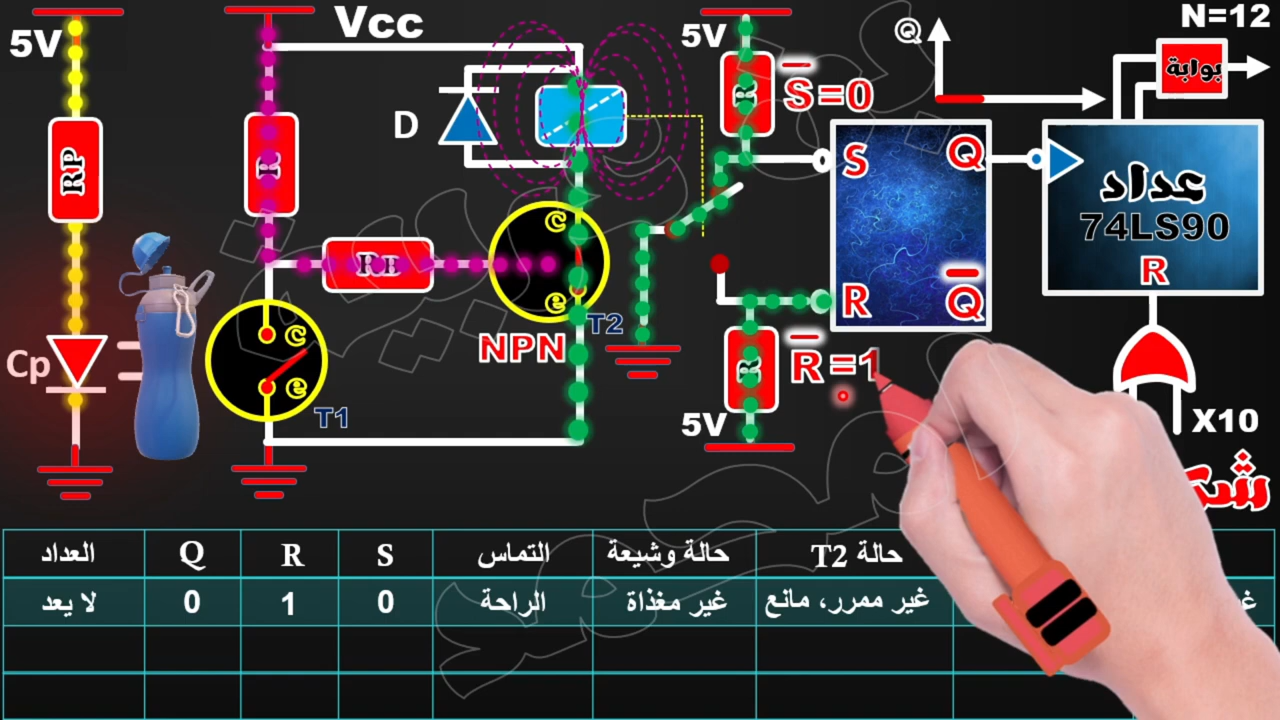 5V
Vcc
5V
Q
N=12
بوابة
RP
R
D
R
S=0
S
Q
عداد
74LS90
R
RB
c
e
T2
NPN
R
Q
R=1
R
5V
Cp
c
e
T1
X10
العداد Q R S التماس حالة وشيعة حالة T2
لا يعد 0 1 0 الراحة غير مغذاة غير ممرر، مانع